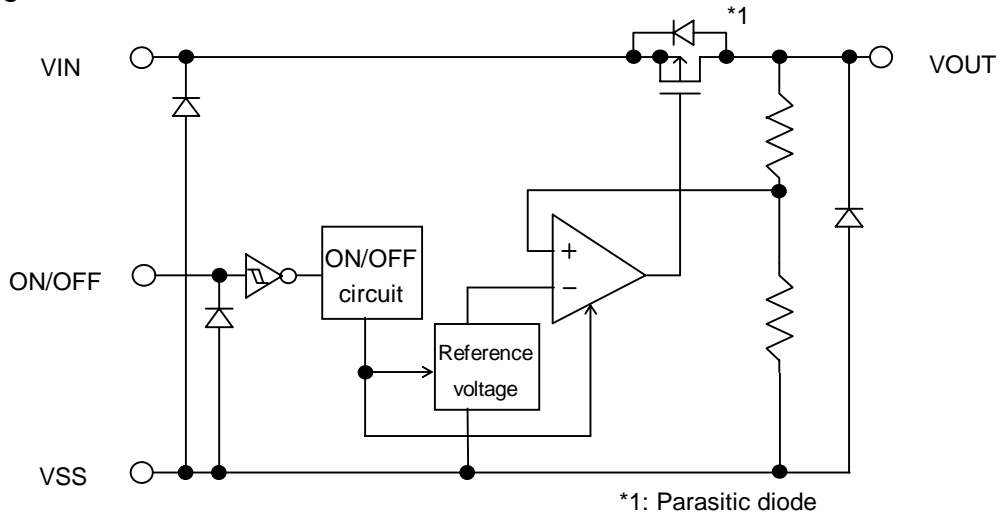 *1
VIN
VOUT
ON/OFF
ON/OFF
circuit
+
−
Reference
voltage
VSS
*1: Parasitic diode